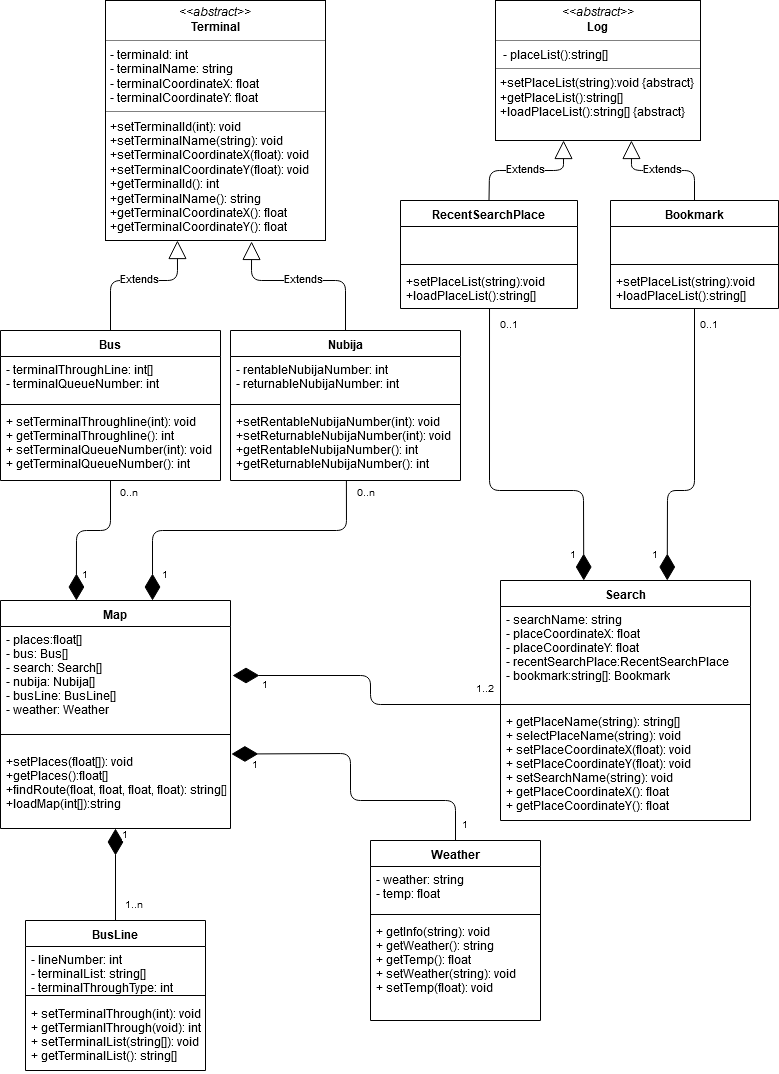 <<abstract>>
Terminal
- terminaId: int
- terminalName: string
- terminalCoordinateX: float
- terminalCoordinateY: float
+setTerminalId(int): void
+setTerminalName(string): void
+setTerminalCoordinateX(float): void
+setTerminalCoordinateY(float): void
+getTerminalId(): int
+getTerminalName(): string
+getTerminalCoordinateX(): float
+getTerminalCoordinateY(): float
<<abstract>>
Log
- placeList():string[]
+setPlaceList(string):void {abstract}
+getPlaceList():string[]
+loadPlaceList():string[] {abstract}
Extends
Extends
RecentSearchPlace
+setPlaceList(string):void
+loadPlaceList():string[]
Bookmark
+setPlaceList(string):void
+loadPlaceList():string[]
Extends
Extends
0..1
0..1
Bus
- terminalThroughLine: int[]
- terminalQueueNumber: int
+ setTerminalThroughline(int): void
+ getTerminalThroughline(): int
+ setTerminalQueueNumber(int): void
+ getTerminalQueueNumber(): int
Nubija
- rentableNubijaNumber: int
- returnableNubijaNumber: int
+setRentableNubijaNumber(int): void
+setReturnableNubijaNumber(int): void
+getRentableNubijaNumber(): int
+getReturnableNubijaNumber(): int
0..n
0..n
1
1
1
1
Map
- places:float[]
- bus: Bus[]
- search: Search[]
- nubija: Nubija[]
- busLine: BusLine[]
- weather: Weather
+setPlaces(float[]): void
+getPlaces():float[]
+findRoute(float, float, float, float): string[]
+loadMap(int[]):string
Search
- searchName: string
- placeCoordinateX: float
- placeCoordinateY: float
- recentSearchPlace:RecentSearchPlace
- bookmark:string[]: Bookmark
+ getPlaceName(string): string[]
+ selectPlaceName(string): void
+ setPlaceCoordinateX(float): void
+ setPlaceCoordinateY(float): void
+ setSearchName(string): void
+ getPlaceCoordinateX(): float
+ getPlaceCoordinateY(): float
1
1..2
1
1
1
1..n
Weather
- weather: string
- temp: float
+ getInfo(string): void
+ getWeather(): string
+ getTemp(): float
+ setWeather(string): void
+ setTemp(float): void
BusLine
- lineNumber: int
- terminalList: string[]
- terminalThroughType: int
+ setTerminalThrough(int): void
+ getTermianlThrough(void): int
+ setTerminalList(string[]): void
+ getTerminalList(): string[]